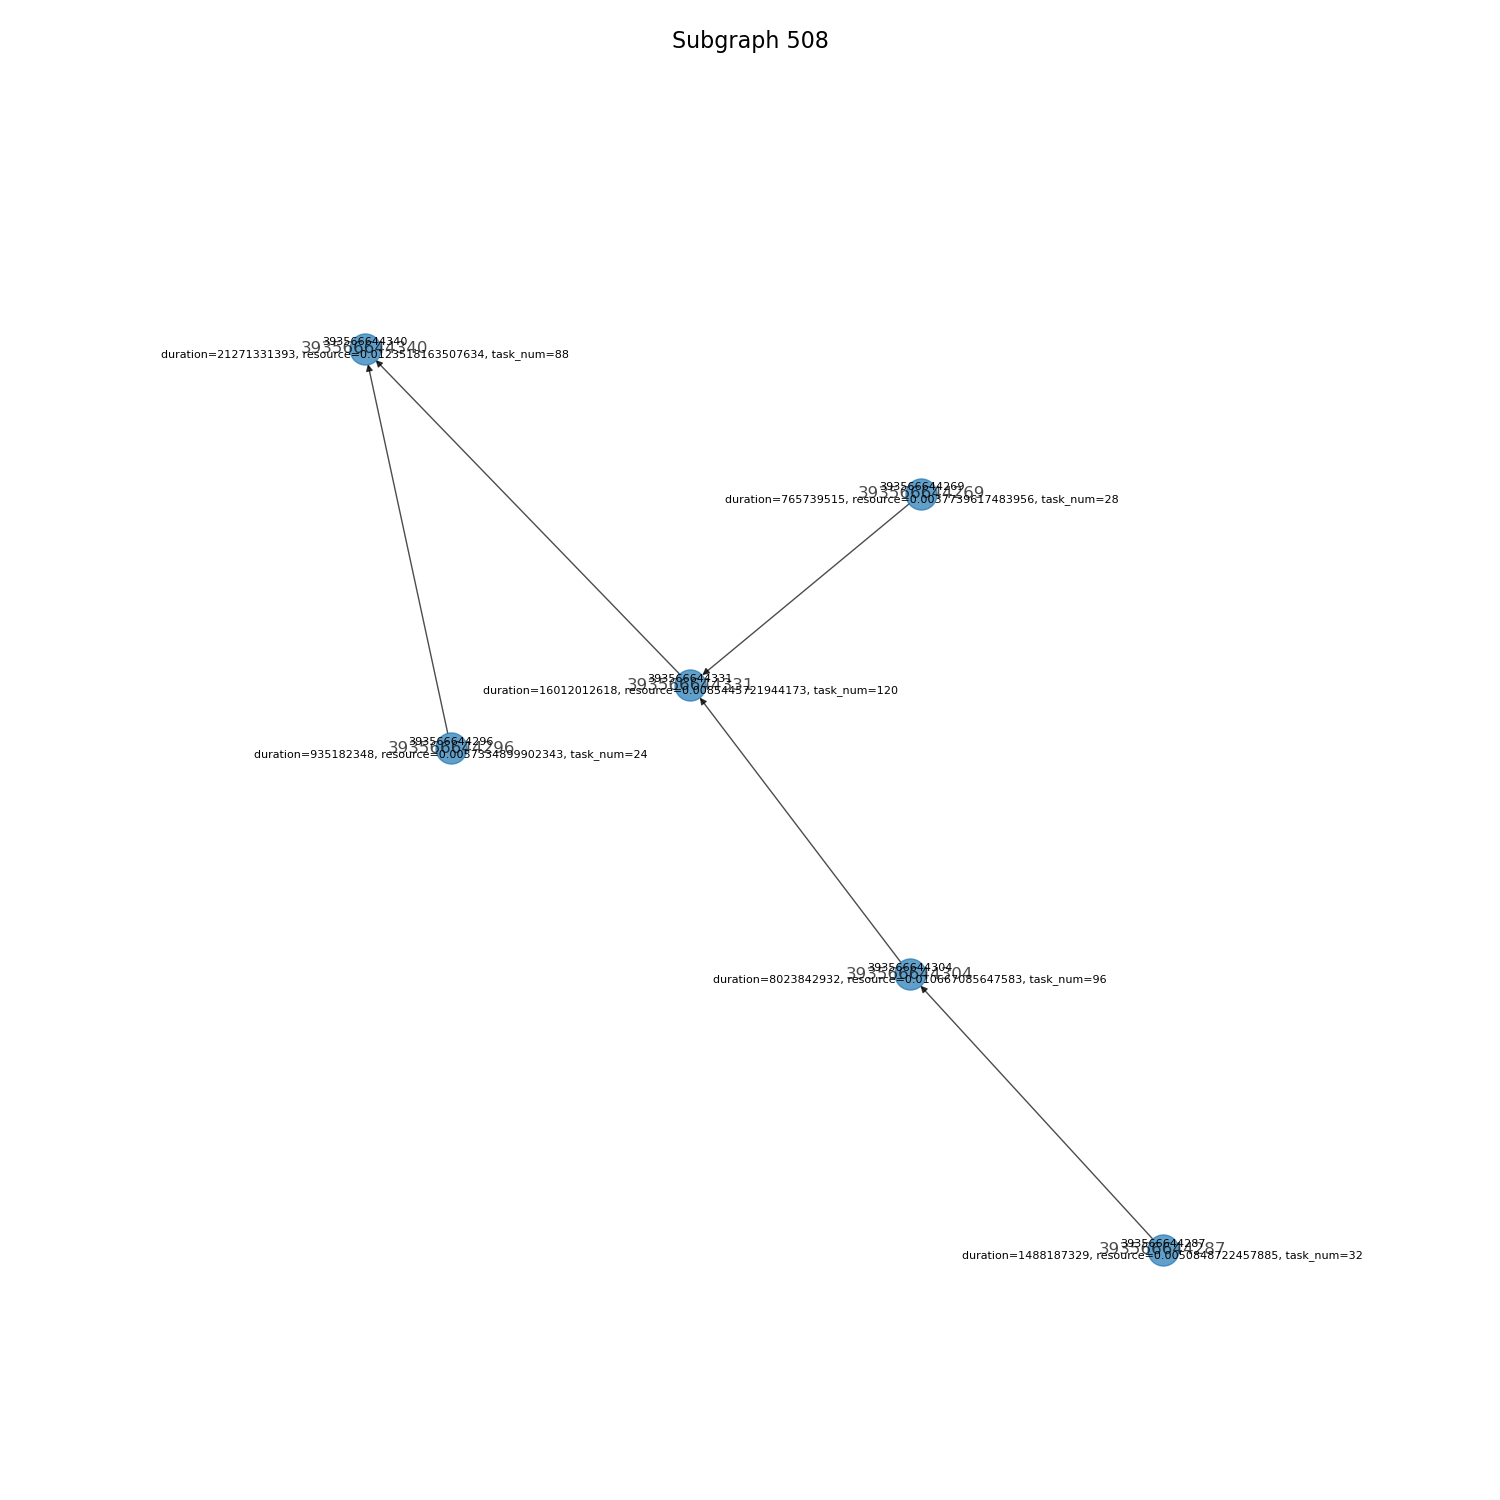 Subgraph 508
393566644340
393566644340
duration=21271331393, resource=0.0123518163507634, task_num=88
393566644269
393566644269
duration=765739515, resource=0.0037739617483956, task_num=28
393566644331
393566644331
duration=16012012618, resource=0.0085445721944173, task_num=120
393566644296
393566644296
duration=935182348, resource=0.0037334899902343, task_num=24
393566644304
393566644304
duration=8023842932, resource=0.010667085647583, task_num=96
393566644287
393566644287
duration=1488187329, resource=0.0050848722457885, task_num=32